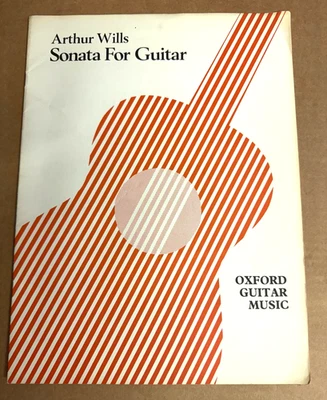 Arthur Wills
Sonata For Guitar
OXFORD
GUITAR
MUSIC